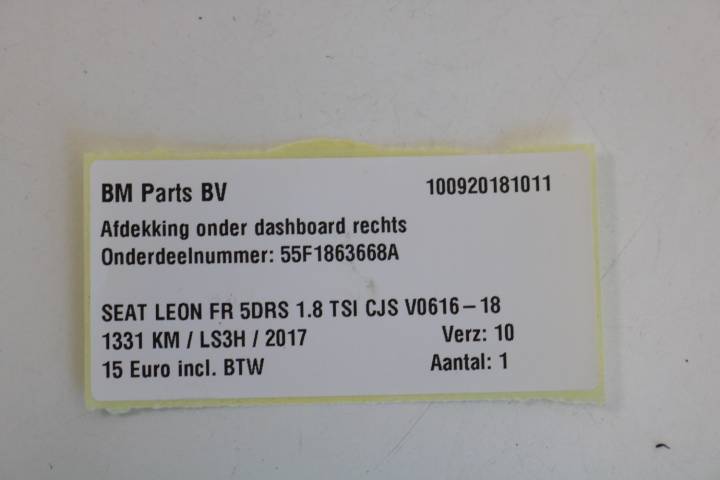 BM Parts BV 100920181011
Afdekking onder dashboard rechts
Onderdeelnummer: 55F1863668A
SEAT LEON FR 5DRS 1.8 TSI CJS V0616-18
1331 KM / LS3H / 2017 Verz: 10
15 Euro incl. BTW Aantal: 1